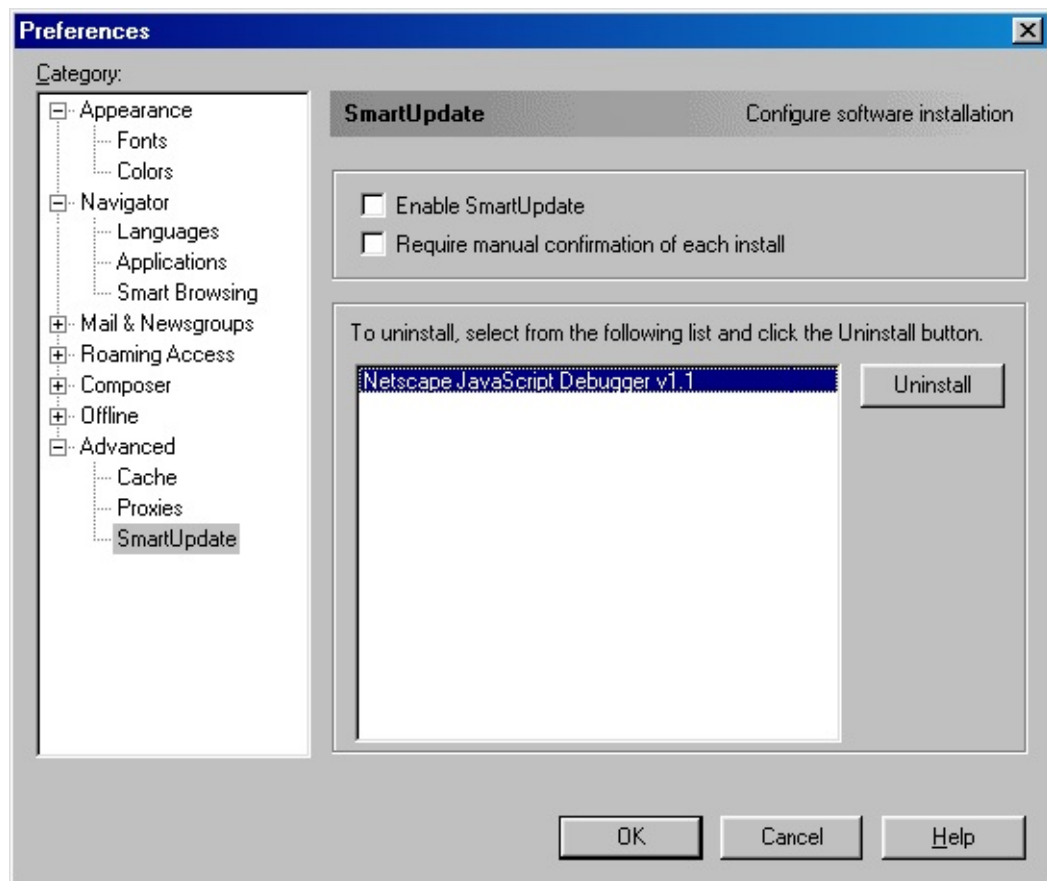 Preferences
Category:
Appearance
Fonts
Colors
Navigator
Languages
Applications
Smart Browsing
Mail & Newsgroups
Roaming Access
Composer
Offline
Advanced
Cache
Proxies
SmartUpdate
SmartUpdate Configure software installation
Enable SmartUpdate
Require manual confirmation of each install
To uninstall, select from the following list and click the Uninstall button.
Netscape JavaScript Debugger v1.1
Uninstall
OK Cancel Help